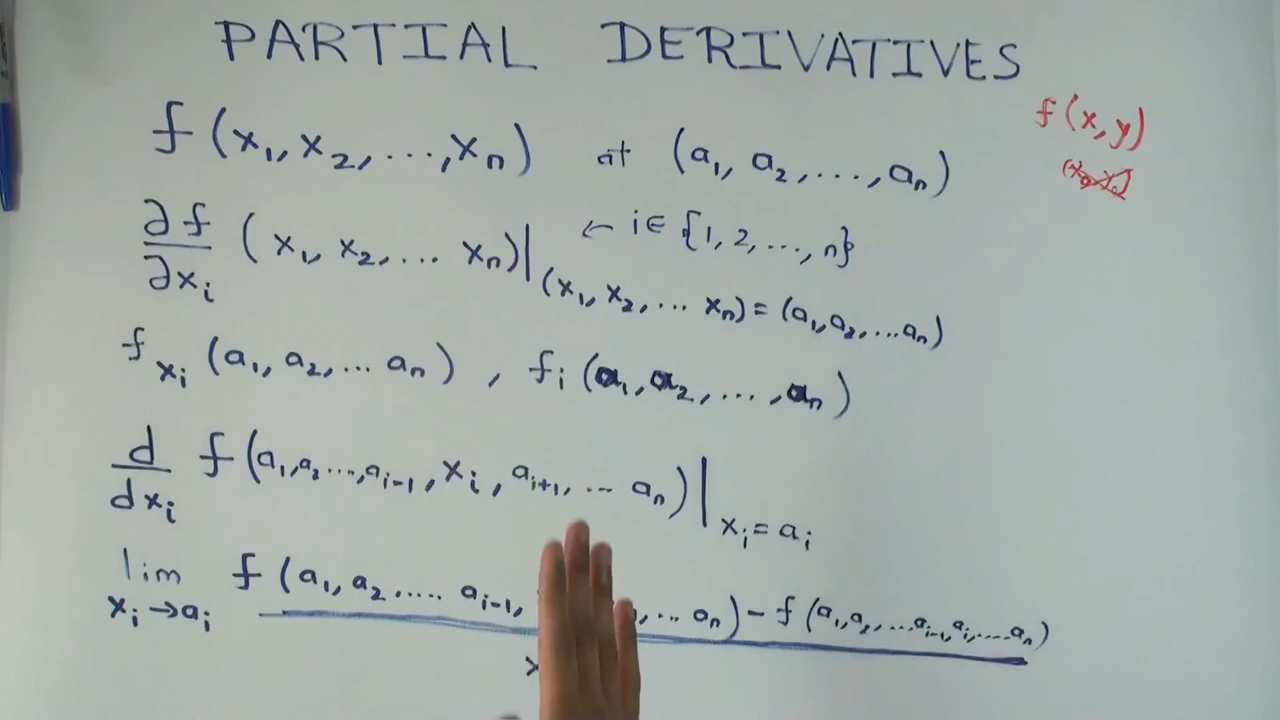 PARTIAL DERIVATIVES
f(x, y)
f(x₁, x₂, ..., xₙ) at (a₁, a₂, ..., aₙ)
∂f/∂xᵢ (x₁, x₂, ... xₙ)|(x₁, x₂, ... xₙ) = (a₁, a₂, ... aₙ) ← i ∈ {1, 2, ..., n}
f_xᵢ (a₁, a₂, ... aₙ), fᵢ (a₁, a₂, ..., aₙ)
d/dxᵢ f(a₁, a₂ ..., aᵢ₋₁, xᵢ, aᵢ₊₁, ... aₙ)|xᵢ = aᵢ
lim xᵢ→aᵢ f(a₁, a₂, .... aᵢ₋₁, ... aₙ) − f(a₁, a₂, ... aᵢ₋₁, aᵢ, .... aₙ)